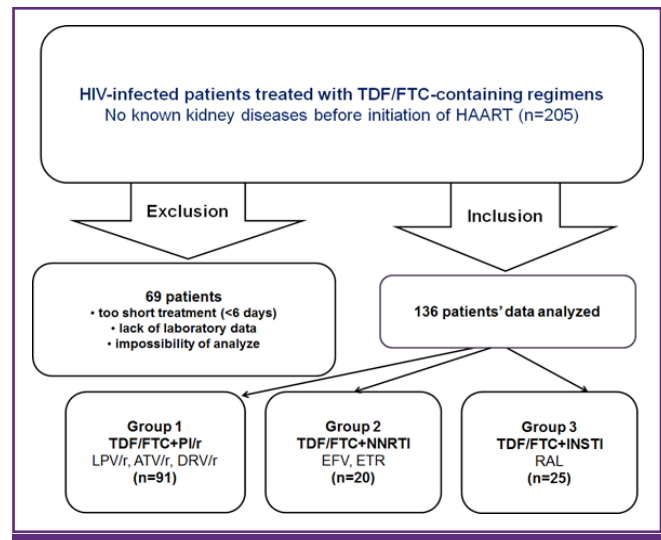 HIV-infected patients treated with TDF/FTC-containing regimens
No known kidney diseases before initiation of HAART (n=205)
Exclusion
Inclusion
69 patients
• too short treatment (<6 days)
• lack of laboratory data
• impossibility of analyze
136 patients' data analyzed
Group 1
TDF/FTC+PI/r
LPV/r, ATV/r, DRV/r
(n=91)
Group 2
TDF/FTC+NNRTI
EFV, ETR
(n=20)
Group 3
TDF/FTC+INSTI
RAL
(n=25)